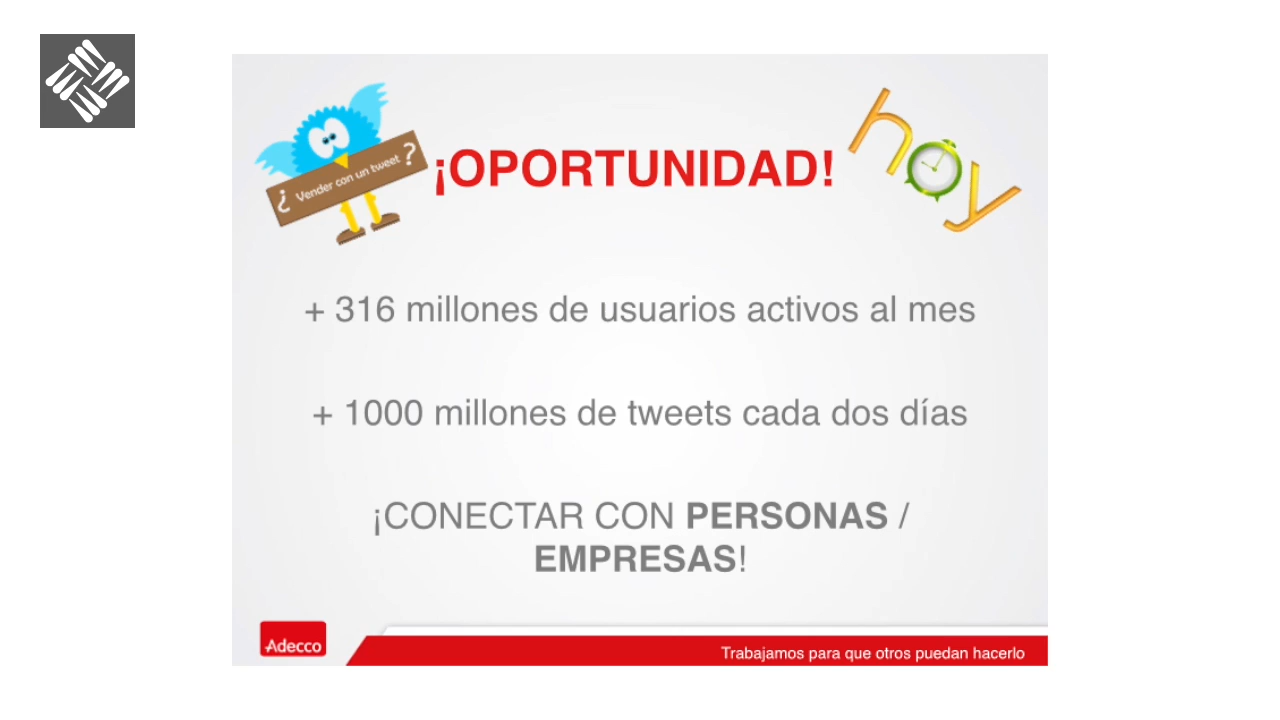 ¿ Vender con un tweet ?
¡OPORTUNIDAD!
hoy
+ 316 millones de usuarios activos al mes
+ 1000 millones de tweets cada dos días
¡CONECTAR CON PERSONAS /
EMPRESAS!
Adecco
Trabajamos para que otros puedan hacerlo